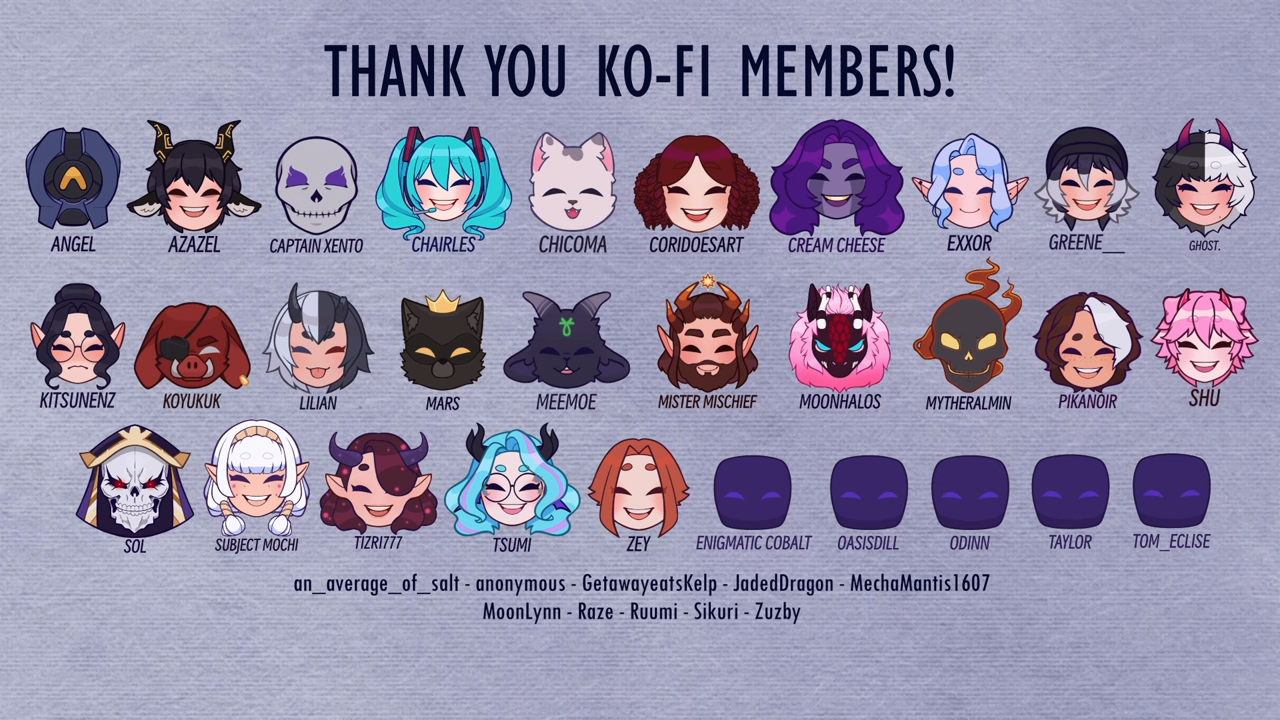 THANK YOU KO-FI MEMBERS!
ANGEL AZAZEL CAPTAIN XENTO CHAIRLES CHICOMA CORIDOESART CREAM CHEESE EXXOR GREENE__ GHOST.
KITSUNENZ KOYUKUK LILIAN MARS MEEMOE MISTER MISCHIEF MOONHALOS MYTHERALMIN PIKANOIR SHU
SOL SUBJECT MOCHI TIZRI777 TSUMI ZEY ENIGMATIC COBALT OASISDILL ODINN TAYLOR TOM_ECLISE
an_average_of_salt - anonymous - GetawayeatsKelp - JadedDragon - MechaMantis1607
MoonLynn - Raze - Ruumi - Sikuri - Zuzby